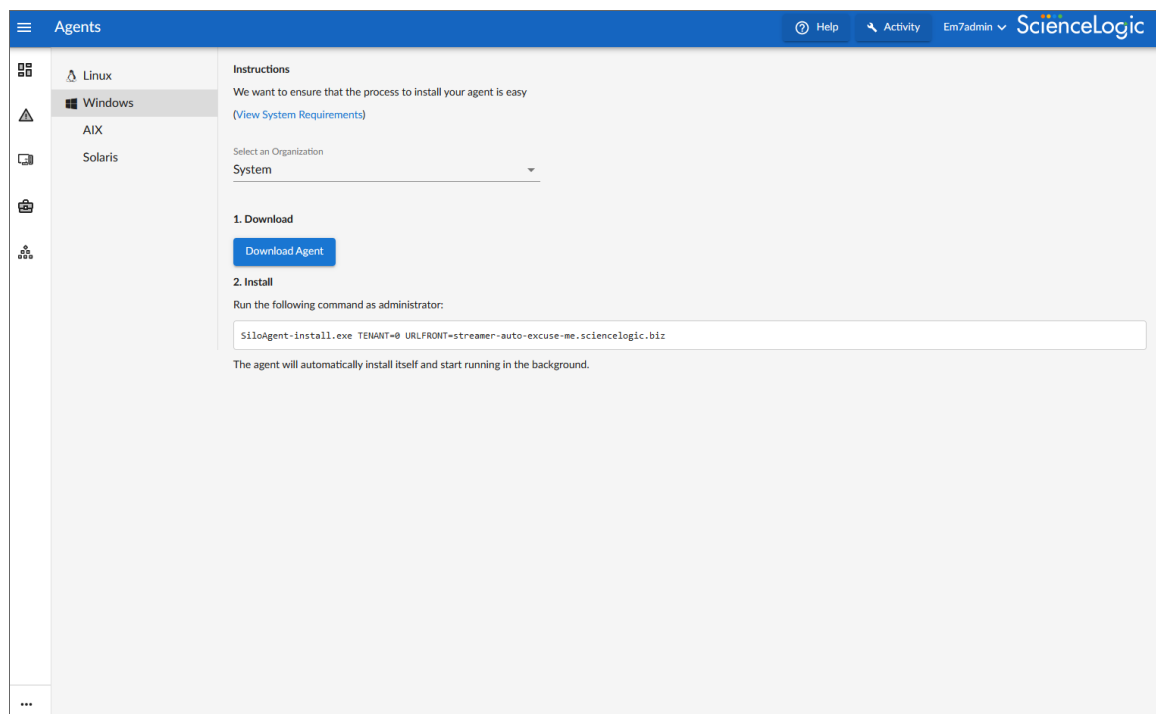 Agents
Help
Activity
Em7admin
ScienceLogic
Linux
Windows
AIX
Solaris
Instructions
We want to ensure that the process to install your agent is easy
(View System Requirements)
Select an Organization
System
1. Download
Download Agent
2. Install
Run the following command as administrator:
SiloAgent-install.exe TENANT=0 URLFRONT=streamer-auto-excuse-me.sciencelogic.biz
The agent will automatically install itself and start running in the background.